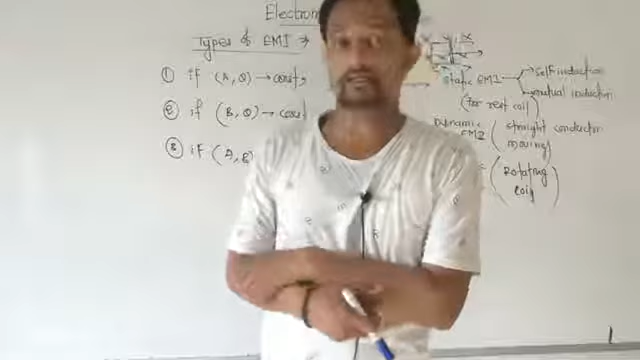 Types of EMI →
① if (A, Q) → const,
static EMI → self induction
(for rest coil) mutual induction
② if (B, Q) → const
Dynamic EMI (straight conductor moving)
③ if (A, B)
(Rotating coil)